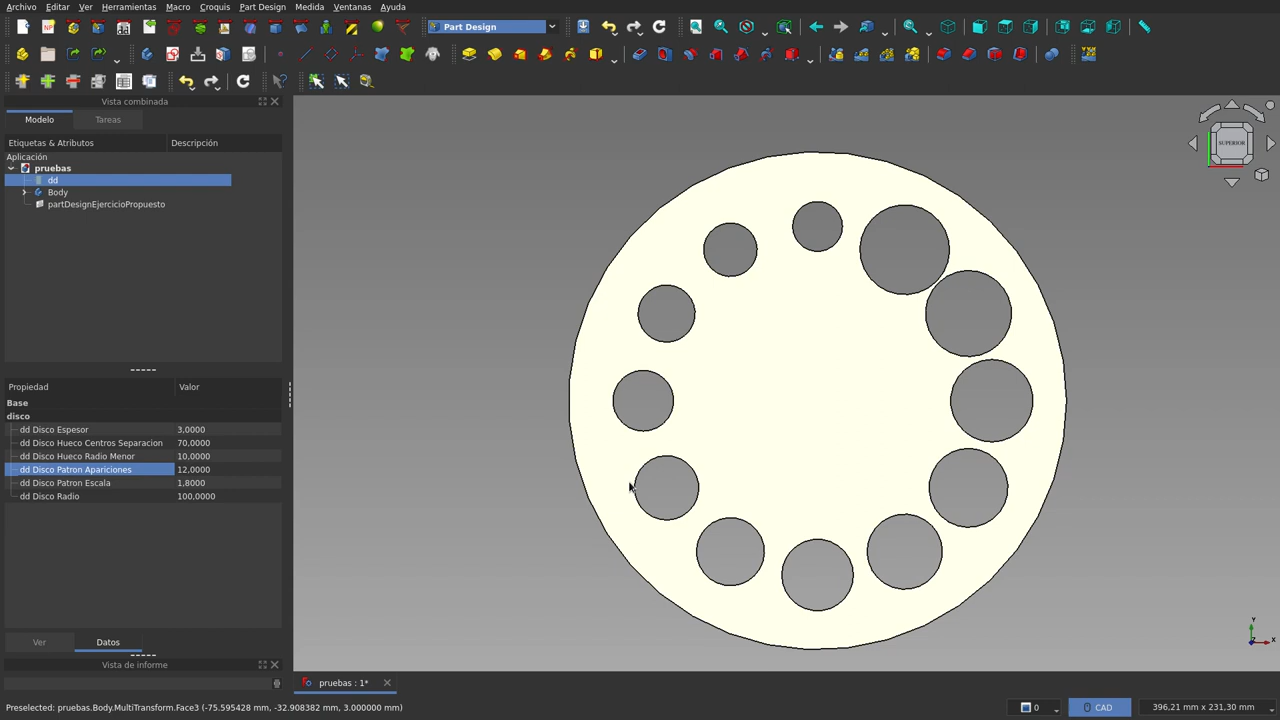 Archivo Editar Ver Herramientas Macro Croquis Part Design Medida Ventanas Ayuda
Part Design
Vista combinada
Modelo Tareas
Etiquetas & Atributos Descripción
Aplicación
pruebas
dd
Body
partDesignEjercicioPropuesto
Propiedad Valor
Base
disco
dd Disco Espesor 3,0000
dd Disco Hueco Centros Separacion 70,0000
dd Disco Hueco Radio Menor 10,0000
dd Disco Patron Apariciones 12,0000
dd Disco Patron Escala 1,8000
dd Disco Radio 100,0000
SUPERIOR
Y
X
Ver Datos
Vista de informe
pruebas : 1*
Preselected: pruebas.Body.MultiTransform.Face3 (-75.595428 mm, -32.908382 mm, 3.000000 mm)
0 CAD 396,21 mm x 231,30 mm